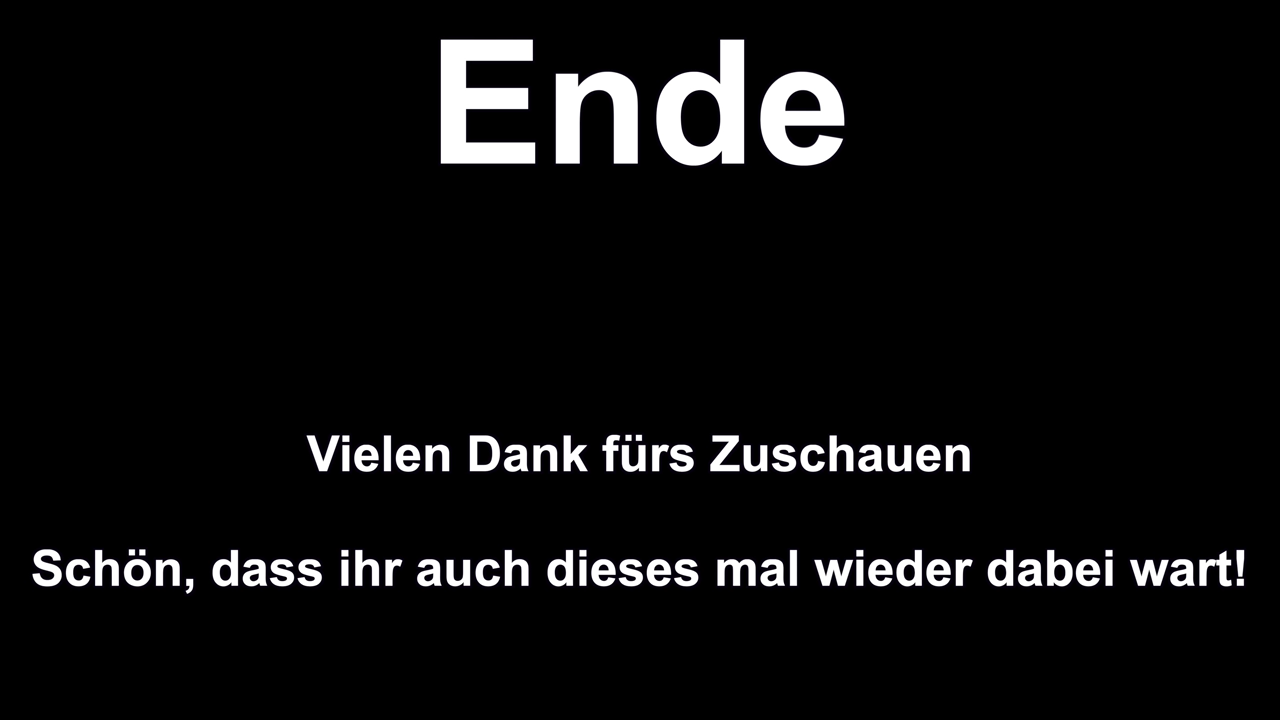 Ende
Vielen Dank fürs Zuschauen
Schön, dass ihr auch dieses mal wieder dabei wart!